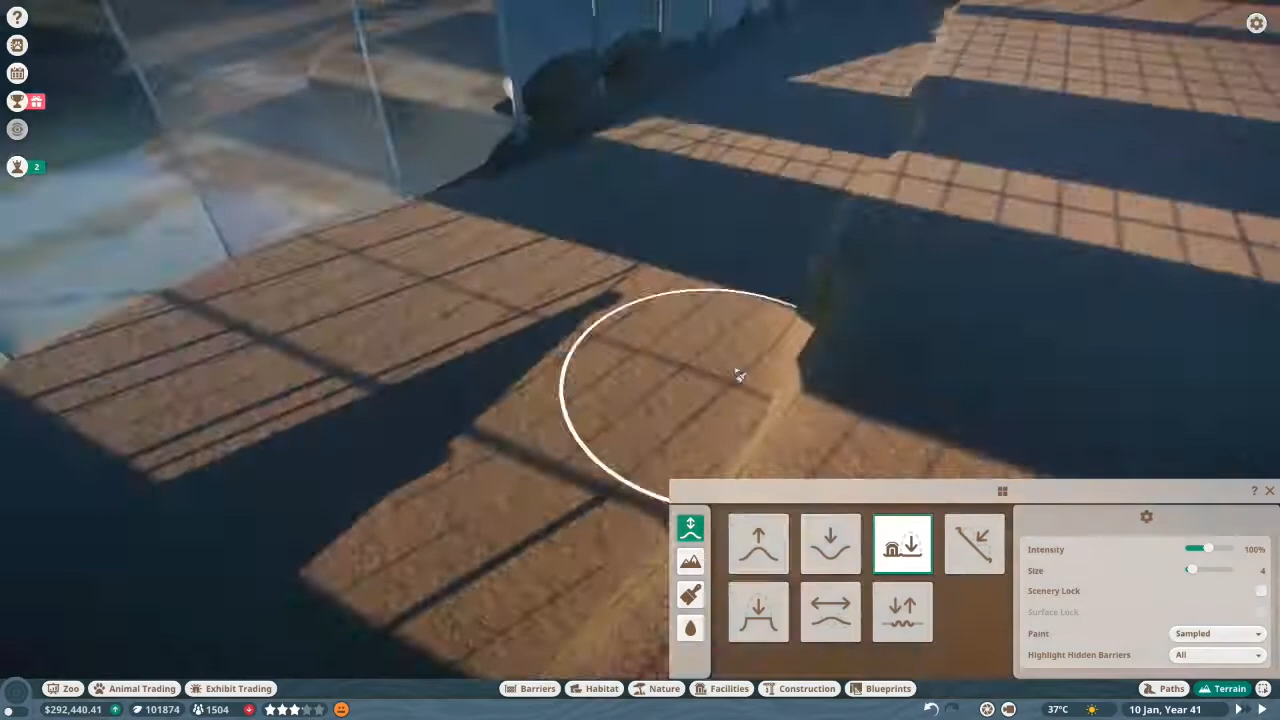 2
? ×
Intensity 100%
Size 4
Scenery Lock
Surface Lock
Paint Sampled
Highlight Hidden Barriers All
Zoo Animal Trading Exhibit Trading Barriers Habitat Nature Facilities Construction Blueprints Paths Terrain
$292,440.41 101874 1504 37°C 10 Jan, Year 41